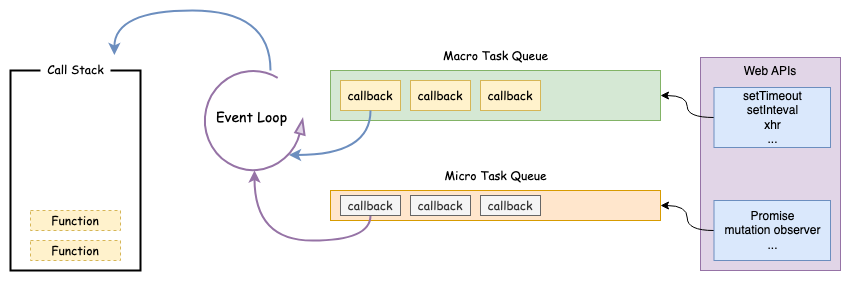 Call Stack
Function
Function
Event Loop
Macro Task Queue
callback
callback
callback
Micro Task Queue
callback
callback
callback
Web APIs
setTimeout
setInteval
xhr
...
Promise
mutation observer
...